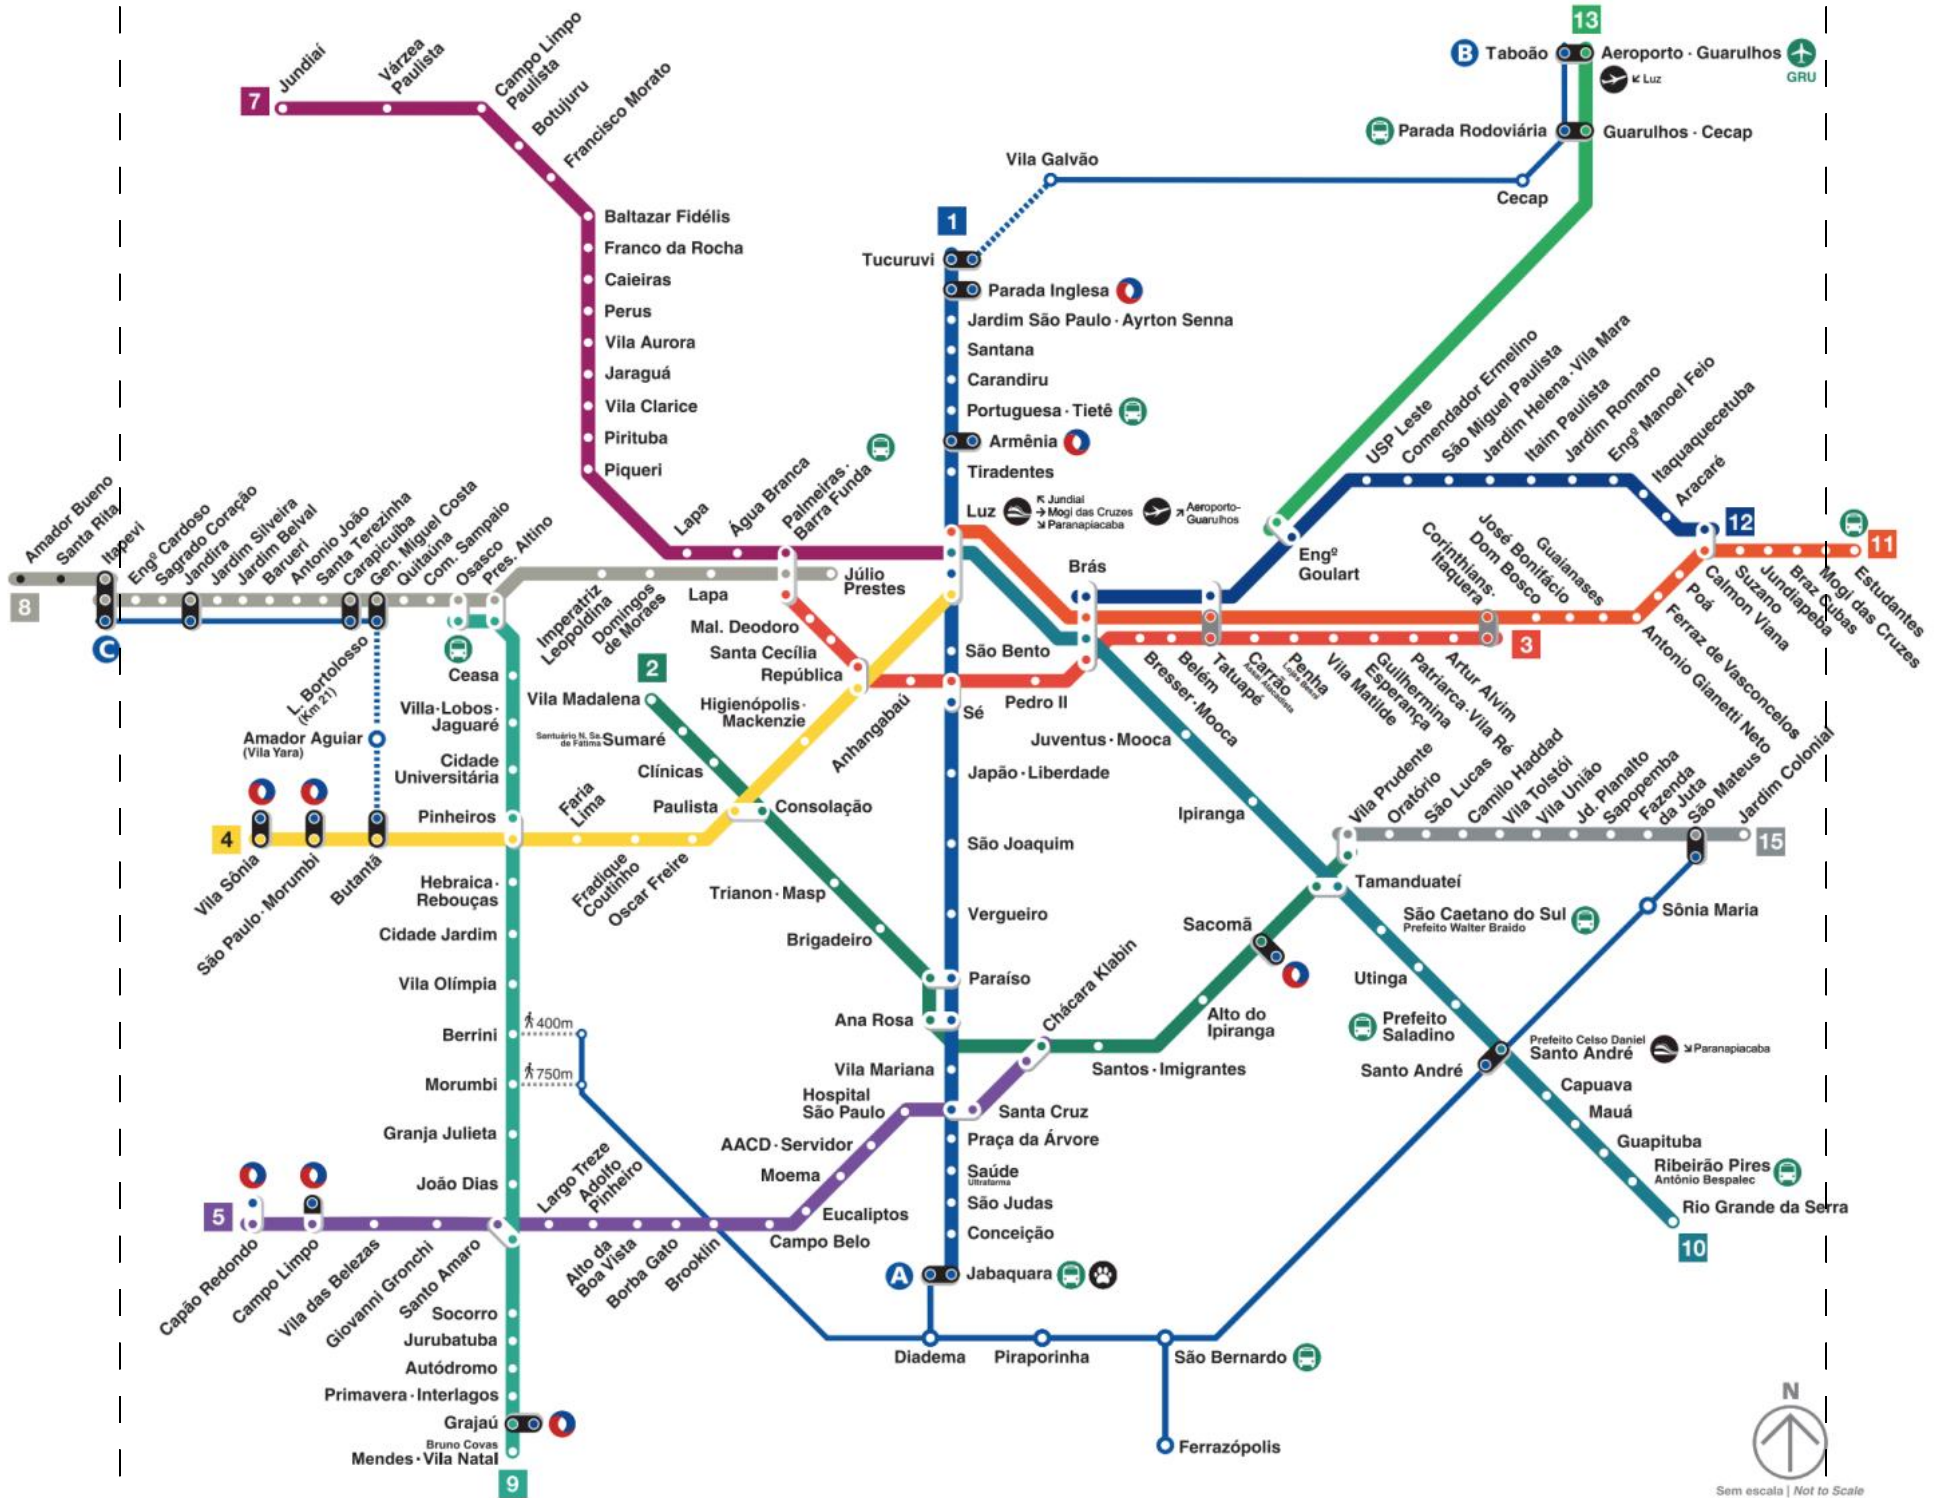 13
B
Taboão
Aeroporto · Guarulhos
GRU
Luz
Parada Rodoviária
Guarulhos · Cecap
Vila Galvão
Cecap
7
Jundiaí
Várzea
Paulista
Campo Limpo
Paulista
Botujuru
Francisco Morato
Baltazar Fidélis
Franco da Rocha
Caieiras
Perus
Vila Aurora
Jaraguá
Vila Clarice
Pirituba
Piqueri
Lapa
Água Branca
Palmeiras ·
Barra Funda
1
Tucuruvi
Parada Inglesa
Jardim São Paulo · Ayrton Senna
Santana
Carandiru
Portuguesa · Tietê
Armênia
Tiradentes
Luz
Jundial
Mogi das Cruzes
Paranapiacaba
Aeroporto-
Guarulhos
USP Leste
Comendador Ermelino
São Miguel Paulista
Jardim Helena · Vila Mara
Itaim Paulista
Jardim Romano
Engº Manoel Feio
Itaquaquecetuba
Aracaré
12
11
Engº
Goulart
Brás
Amador Bueno
Santa Rita
Itapevi
Engº Cardoso
Sagrado Coração
Jandira
Jardim Silveira
Jardim Belval
Barueri
Antonio João
Santa Terezinha
Carapicuíba
Gen. Miguel Costa
Quitaúna
Com. Sampaio
Osasco
Pres. Altino
8
C
Imperatriz
Leopoldina
Domingos
de Moraes
Lapa
Júlio
Prestes
Mal. Deodoro
Santa Cecília
República
Anhangabaú
São Bento
Sé
Pedro II
Bresser · Mooca
Belém
Tatuapé
Carrão
Assaí Atacadista
Penha
Lojas Besni
Vila Matilde
Guilhermina
Esperança
Patriarca · Vila Ré
Artur Alvim
Corinthians ·
Itaquera
3
Dom Bosco
José Bonifácio
Guaianases
Antonio Gianetti Neto
Ferraz de Vasconcelos
Poá
Calmon Viana
Suzano
Jundiapeba
Braz Cubas
Mogi das Cruzes
Estudantes
L. Bortolosso
(Km 21)
Amador Aguiar
(Vila Yara)
Ceasa
Villa-Lobos ·
Jaguaré
Cidade
Universitária
Pinheiros
2
Vila Madalena
Santuário N. Sa.
de Fátima
Sumaré
Clínicas
Higienópolis ·
Mackenzie
Paulista
Consolação
4
Vila Sônia
São Paulo · Morumbi
Butantã
Faria
Lima
Fradique
Coutinho
Oscar Freire
Trianon · Masp
Brigadeiro
Japão · Liberdade
São Joaquim
Vergueiro
Paraíso
Ana Rosa
Vila Mariana
Chácara Klabin
Santos · Imigrantes
Alto do
Ipiranga
Sacomã
Juventus · Mooca
Ipiranga
Tamanduateí
Vila Prudente
Oratório
São Lucas
Camilo Haddad
Vila Tolstói
Vila União
Jd. Planalto
Sapopemba
Fazenda
da Juta
São Mateus
Jardim Colonial
15
Sônia Maria
São Caetano do Sul
Prefeito Walter Braido
Utinga
Prefeito
Saladino
Prefeito Celso Daniel
Santo André
Paranapiacaba
Santo André
Capuava
Mauá
Guapituba
Ribeirão Pires
Antônio Bespalec
Rio Grande da Serra
10
Hebraica ·
Rebouças
Cidade Jardim
Vila Olímpia
Berrini
400m
Morumbi
750m
Granja Julieta
João Dias
Hospital
São Paulo
AACD · Servidor
Moema
Eucaliptos
Campo Belo
Santa Cruz
Praça da Árvore
Saúde
Ultrafarma
São Judas
Conceição
A
Jabaquara
5
Capão Redondo
Campo Limpo
Vila das Belezas
Giovanni Gronchi
Santo Amaro
Largo Treze
Adolfo
Pinheiro
Alto da
Boa Vista
Borba Gato
Brooklin
Socorro
Jurubatuba
Autódromo
Primavera · Interlagos
Grajaú
Bruno Covas
Mendes · Vila Natal
9
Diadema
Piraporinha
São Bernardo
Ferrazópolis
N
Sem escala | Not to Scale